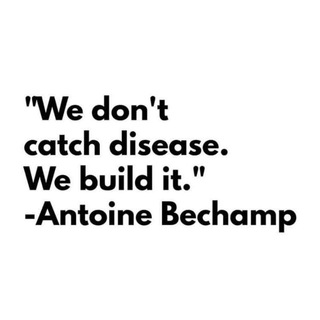 "We don't
catch disease.
We build it."
-Antoine Bechamp